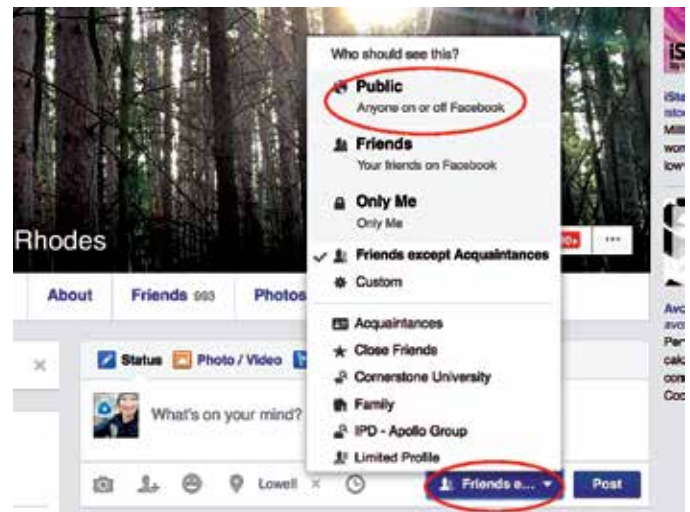 Who should see this?
Public
Anyone on or off Facebook
Friends
Your friends on Facebook
Only Me
Only Me
Rhodes
Friends except Acquaintances
Custom
About Friends 993 Photos
Acquaintances
Close Friends
Cornerstone University
Family
IPD - Apollo Group
Limited Profile
Status Photo / Video
What's on your mind?
Lowell
Friends e... Post